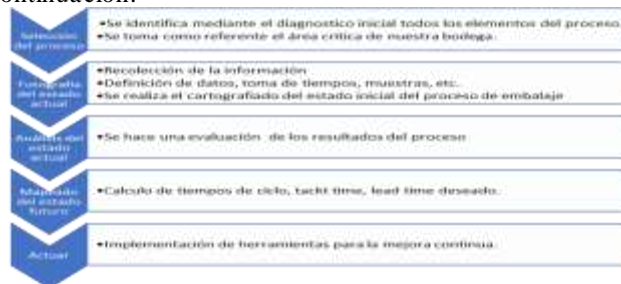 ontinuación:
Selección
del proceso
•Se identifica mediante el diagnostico inicial todos los elementos del proceso.
•Se toma como referente el área critica de nuestra bodega.
Fotografía
del estado
actual
•Recolección de la información
•Definición de datos, toma de tiempos, muestras, etc.
•Se realiza el cartografiado del estado inicial del proceso de embalaje
Análisis del
estado
actual
•Se hace una evaluación de los resultados del proceso
Mapeado
del estado
futuro
•Calculo de tiempos de ciclo, tackt time, lead time deseado.
Actuar
•Implementación de herramientas para la mejora continua.